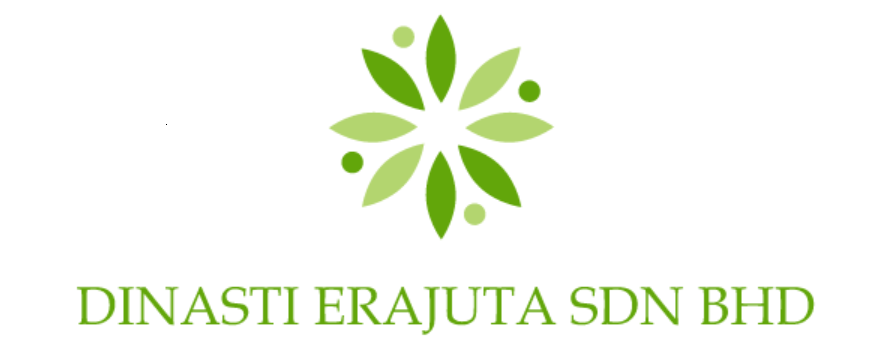 DINASTI ERAJUTA SDN BHD